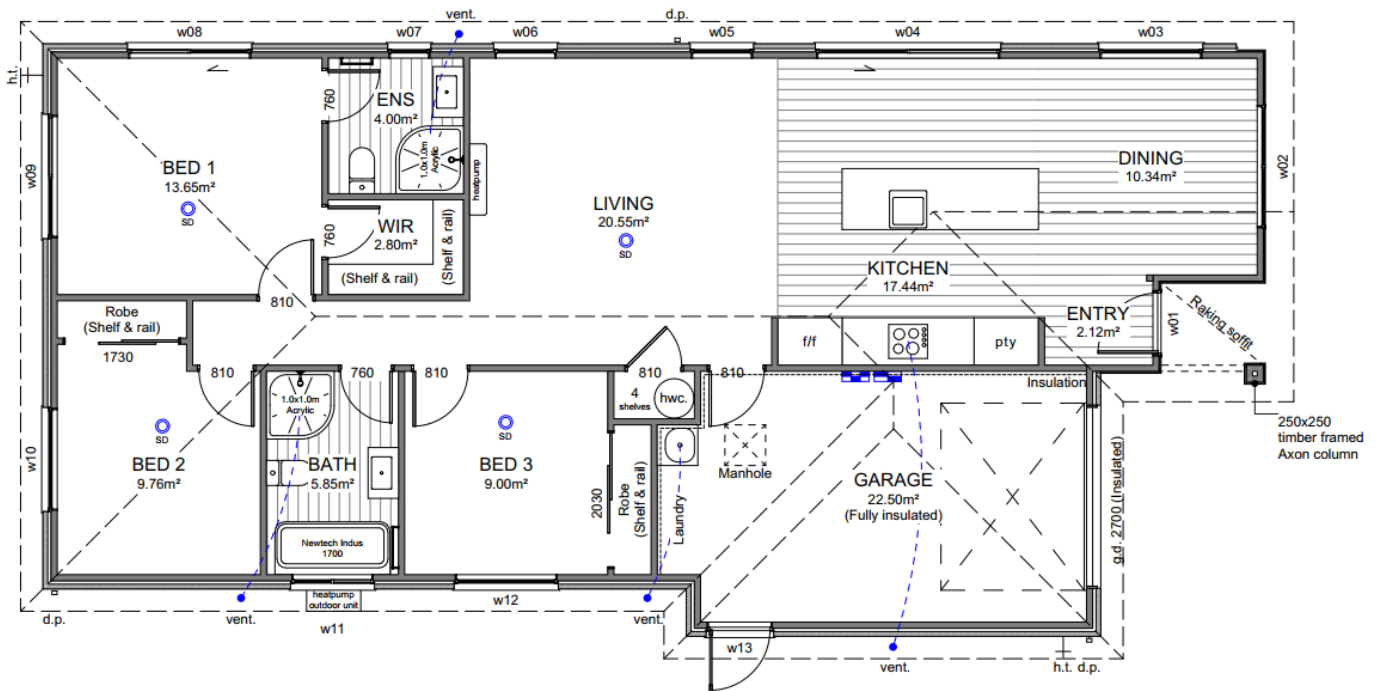 vent.
d.p.
w08
w07
w06
w05
w04
w03
h.t.
760
ENS
4.00m²
1.0x1.0m
Acrylic
heatpump
BED 1
13.65m²
SD
w09
WIR
2.80m²
760
(Shelf & rail)
(Shelf & rail)
LIVING
20.55m²
SD
DINING
10.34m²
w02
KITCHEN
17.44m²
ENTRY
2.12m²
w01
Raking soffit
810
Robe
(Shelf & rail)
1730
f/f
pty
810
760
810
810
810
Insulation
1.0x1.0m
Acrylic
4
shelves
hwc.
SD
SD
250x250
timber framed
Axon column
w10
BED 2
9.76m²
BATH
5.85m²
BED 3
9.00m²
2030
Robe
(Shelf & rail)
Laundry
Manhole
GARAGE
22.50m²
(Fully insulated)
g.d. 2700 (Insulated)
Newtech Indus
1700
heatpump
outdoor unit
d.p.
vent.
w11
w12
vent.
w13
vent.
h.t.
d.p.